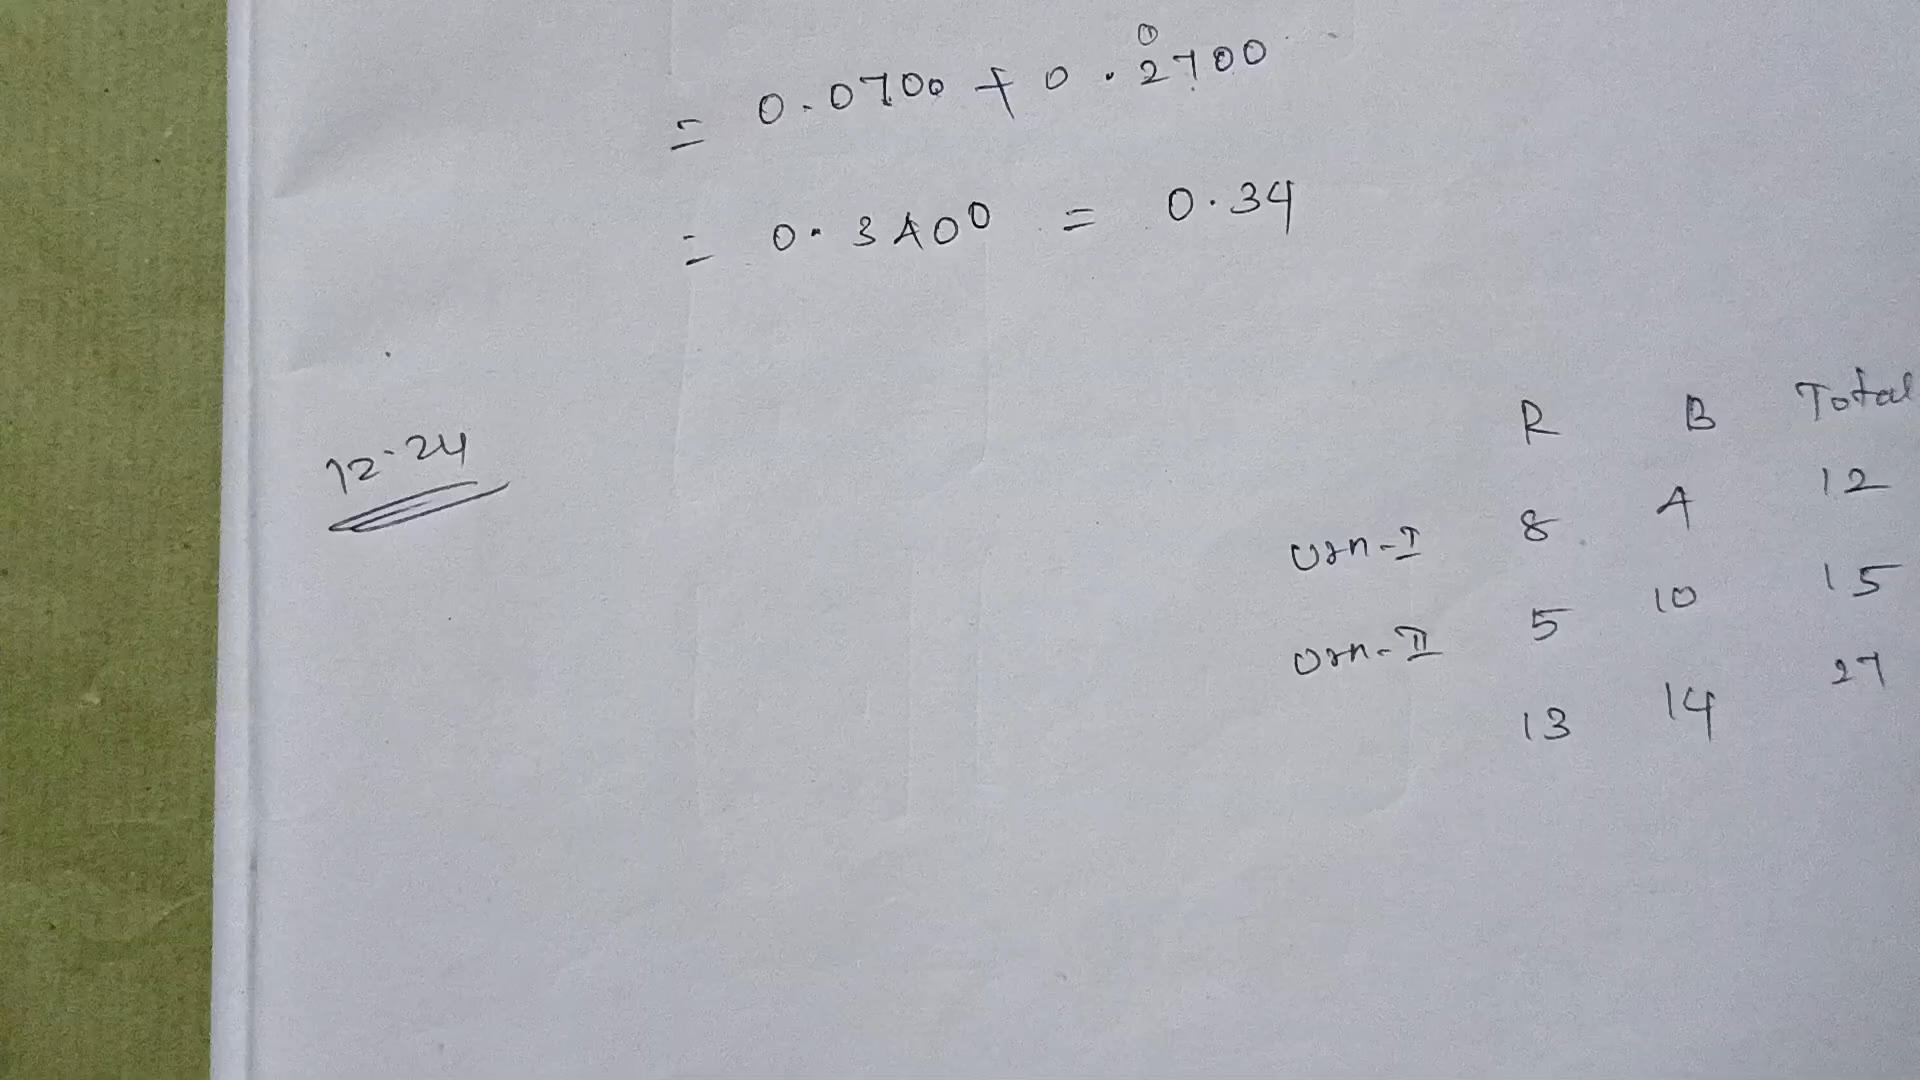 = 0.0700 + 0.2700
= 0.3400 = 0.34
12.24
R B Total
Urn-I 8 4 12
Urn-II 5 10 15
13 14 27